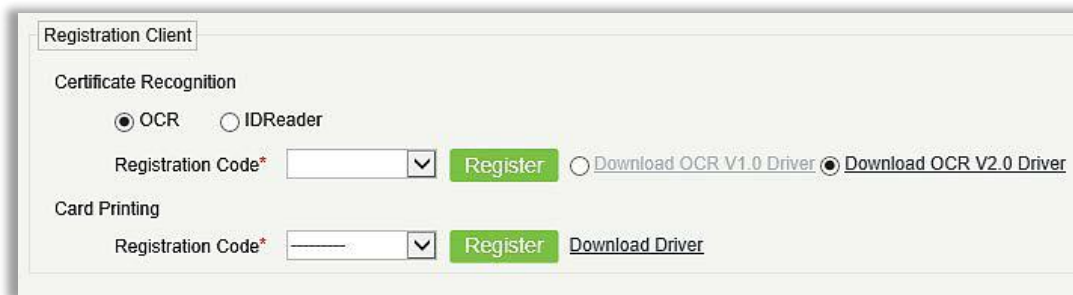 Registration Client
Certificate Recognition
OCR IDReader
Registration Code* Register Download OCR V1.0 Driver Download OCR V2.0 Driver
Card Printing
Registration Code* --------- Register Download Driver